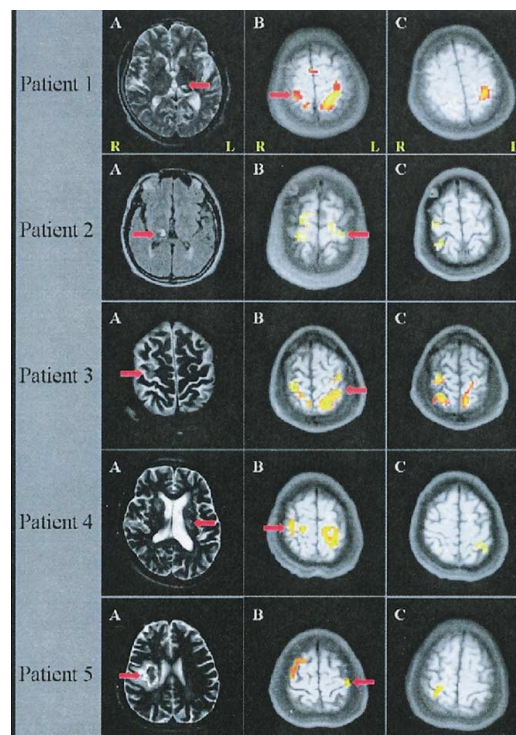 A B C
Patient 1
R L R L
A B C
Patient 2
A B C
Patient 3
A B C
Patient 4
A B C
Patient 5